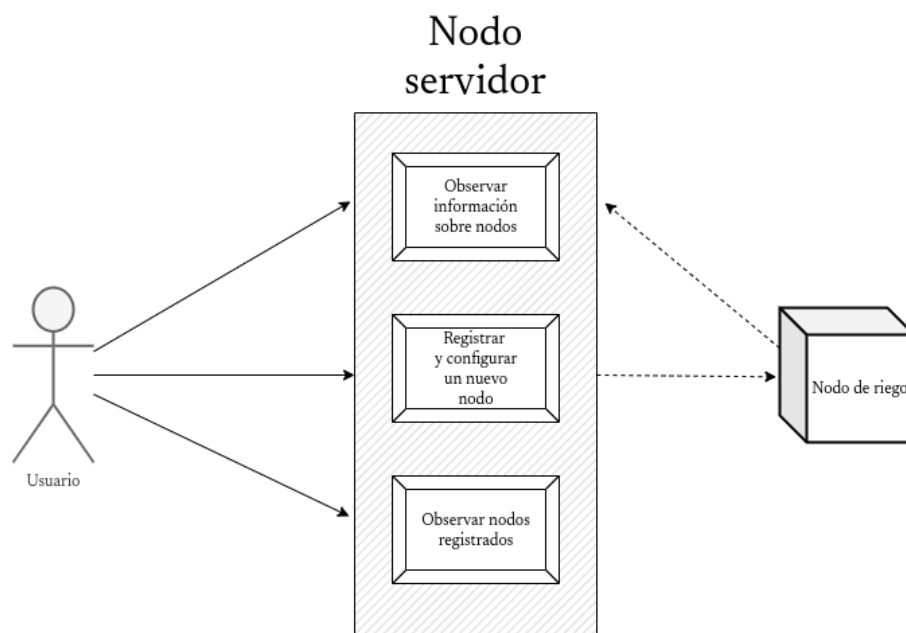 Nodo
servidor
Observar
información
sobre nodos
Registrar
y configurar
un nuevo
nodo
Nodo de riego
Usuario
Observar nodos
registrados